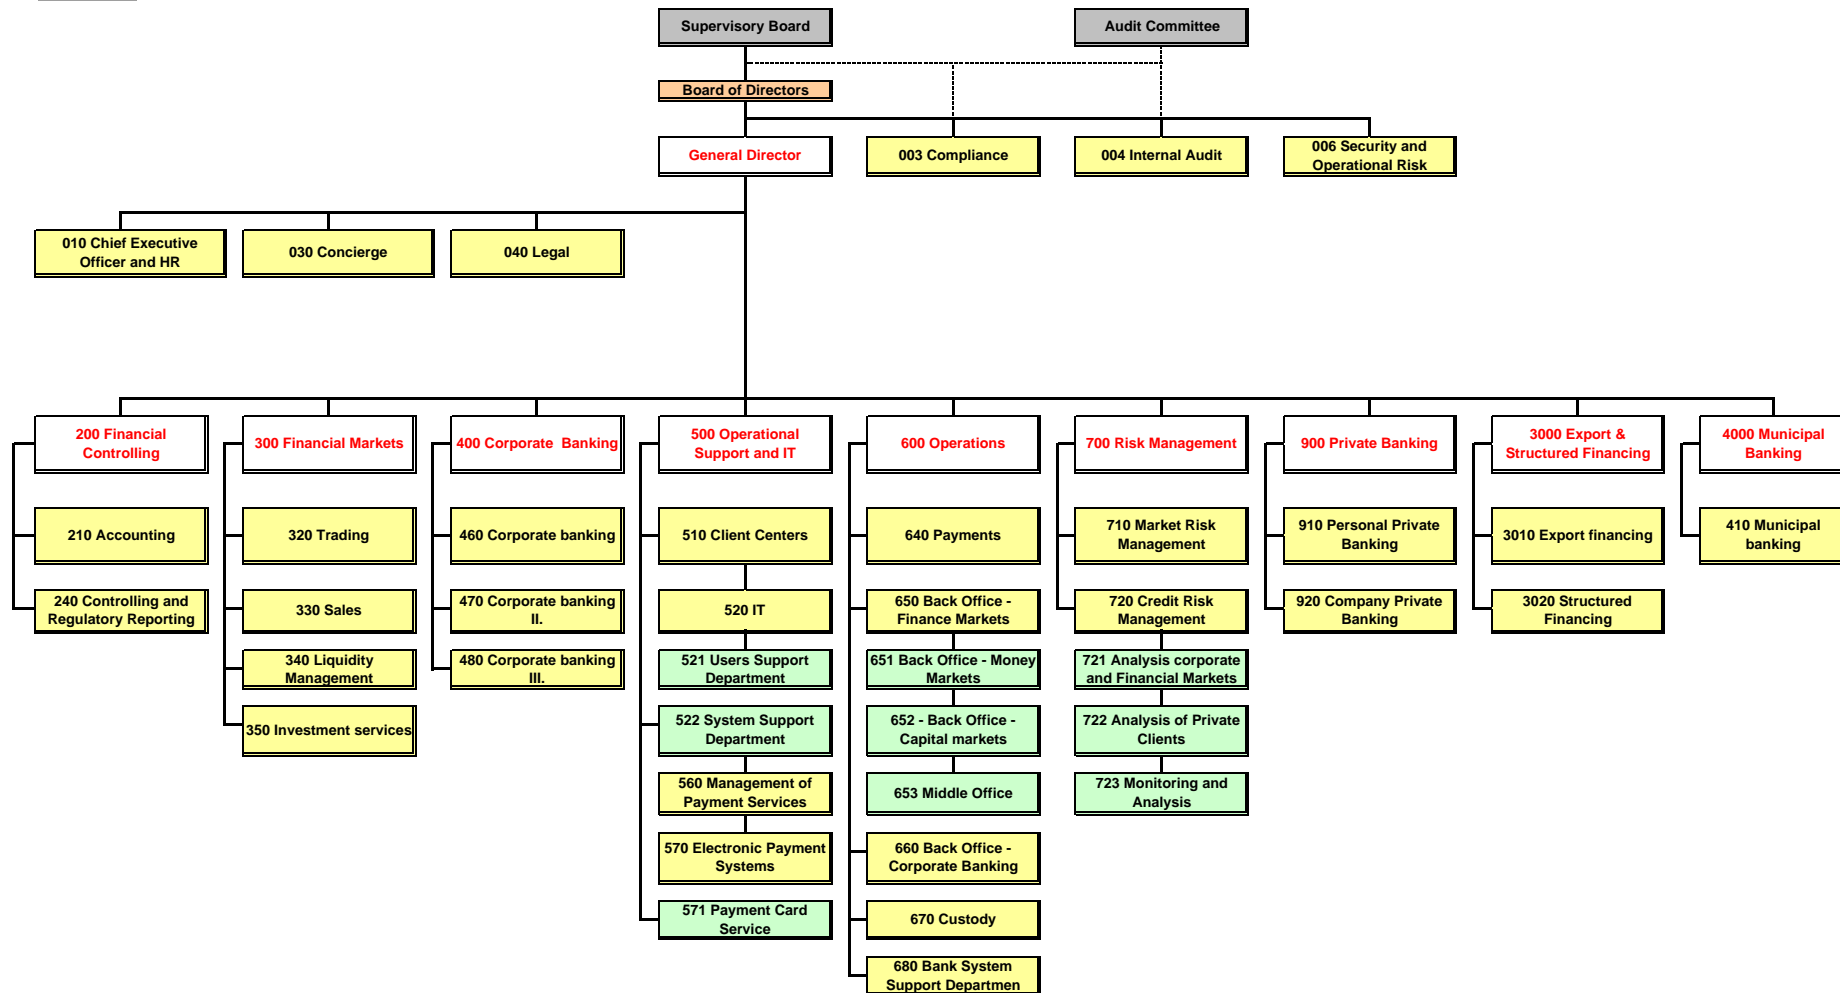 Supervisory Board
Audit Committee
Board of Directors
General Director
003 Compliance
004 Internal Audit
006 Security and
Operational Risk
010 Chief Executive
Officer and HR
030 Concierge
040 Legal
200 Financial
Controlling
300 Financial Markets
400 Corporate  Banking
500 Operational
Support and IT
600 Operations
700 Risk Management
900 Private Banking
3000 Export &
Structured Financing
4000 Municipal
Banking
210 Accounting
320 Trading
460 Corporate banking
510 Client Centers
640 Payments
710 Market Risk
Management
910 Personal Private
Banking
3010 Export financing
410 Municipal
banking
240 Controlling and
Regulatory Reporting
330 Sales
470 Corporate banking
II.
520 IT
650 Back Office -
Finance Markets
720 Credit Risk
Management
920 Company Private
Banking
3020 Structured
Financing
340 Liquidity
Management
480 Corporate banking
III.
521 Users Support
Department
651 Back Office - Money
Markets
721 Analysis corporate
and Financial Markets
350 Investment services
522 System Support
Department
652 - Back Office -
Capital markets
722 Analysis of Private
Clients
560 Management of
Payment Services
653 Middle Office
723 Monitoring and
Analysis
570 Electronic Payment
Systems
660 Back Office -
Corporate Banking
571 Payment Card
Service
670 Custody
680 Bank System
Support Departmen